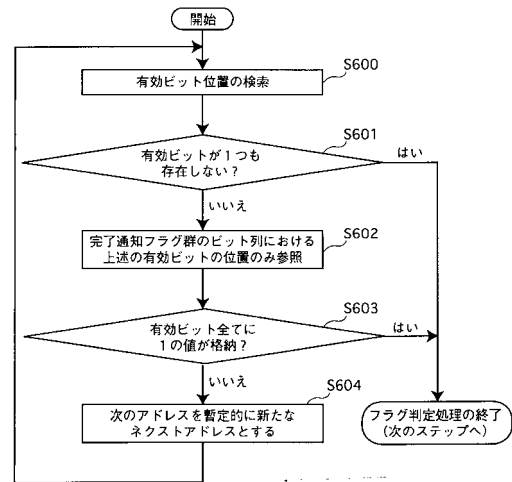 開始
S600
有効ビット位置の検索
S601
有効ビットが1つも
存在しない?
はい
いいえ
S602
完了通知フラグ群のビット列における
上述の有効ビットの位置のみ参照
S603
有効ビット全てに
1の値が格納?
はい
いいえ
S604
次のアドレスを暫定的に新たな
ネクストアドレスとする
フラグ判定処理の終了
(次のステップへ)